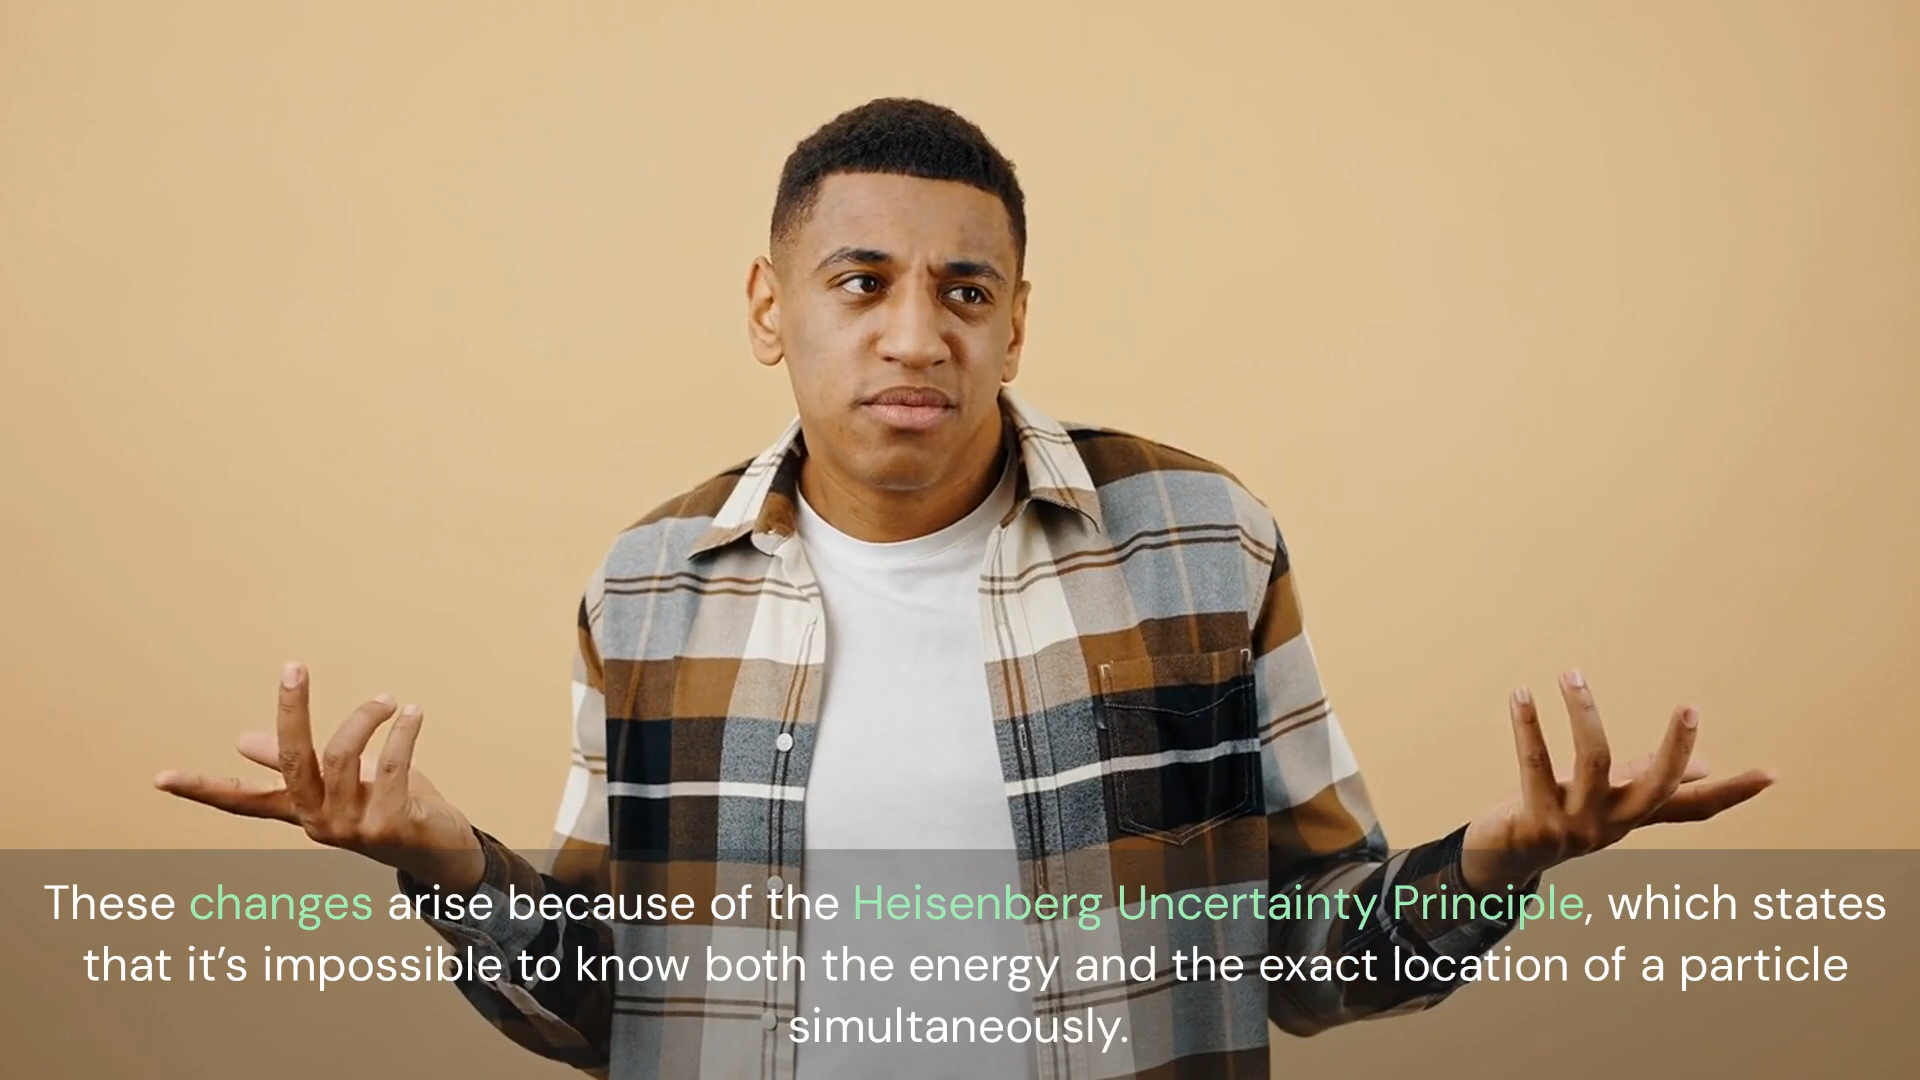 These changes arise because of the Heisenberg Uncertainty Principle, which states
that it’s impossible to know both the energy and the exact location of a particle
simultaneously.